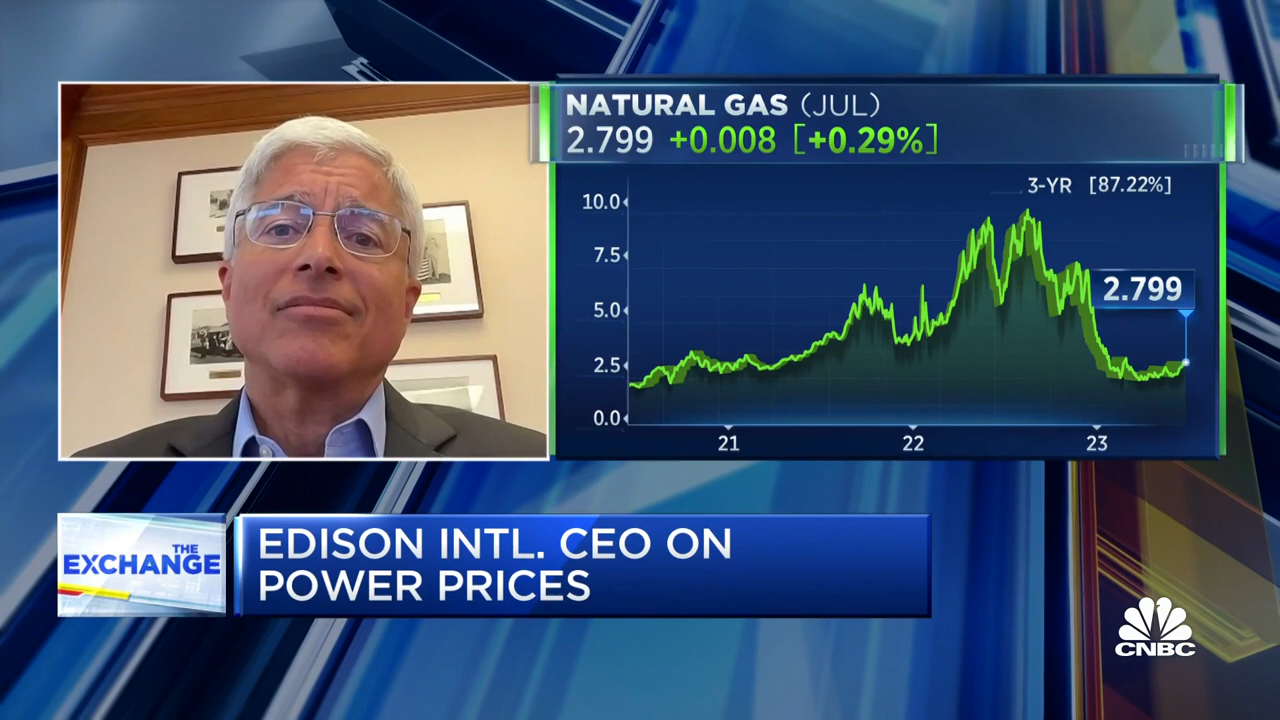 NATURAL GAS (JUL)
2.799 +0.008 [+0.29%]
3-YR [87.22%]
10.0
7.5
5.0
2.5
0.0
2.799
21
22
23
THE
EXCHANGE
EDISON INTL. CEO ON
POWER PRICES
CNBC